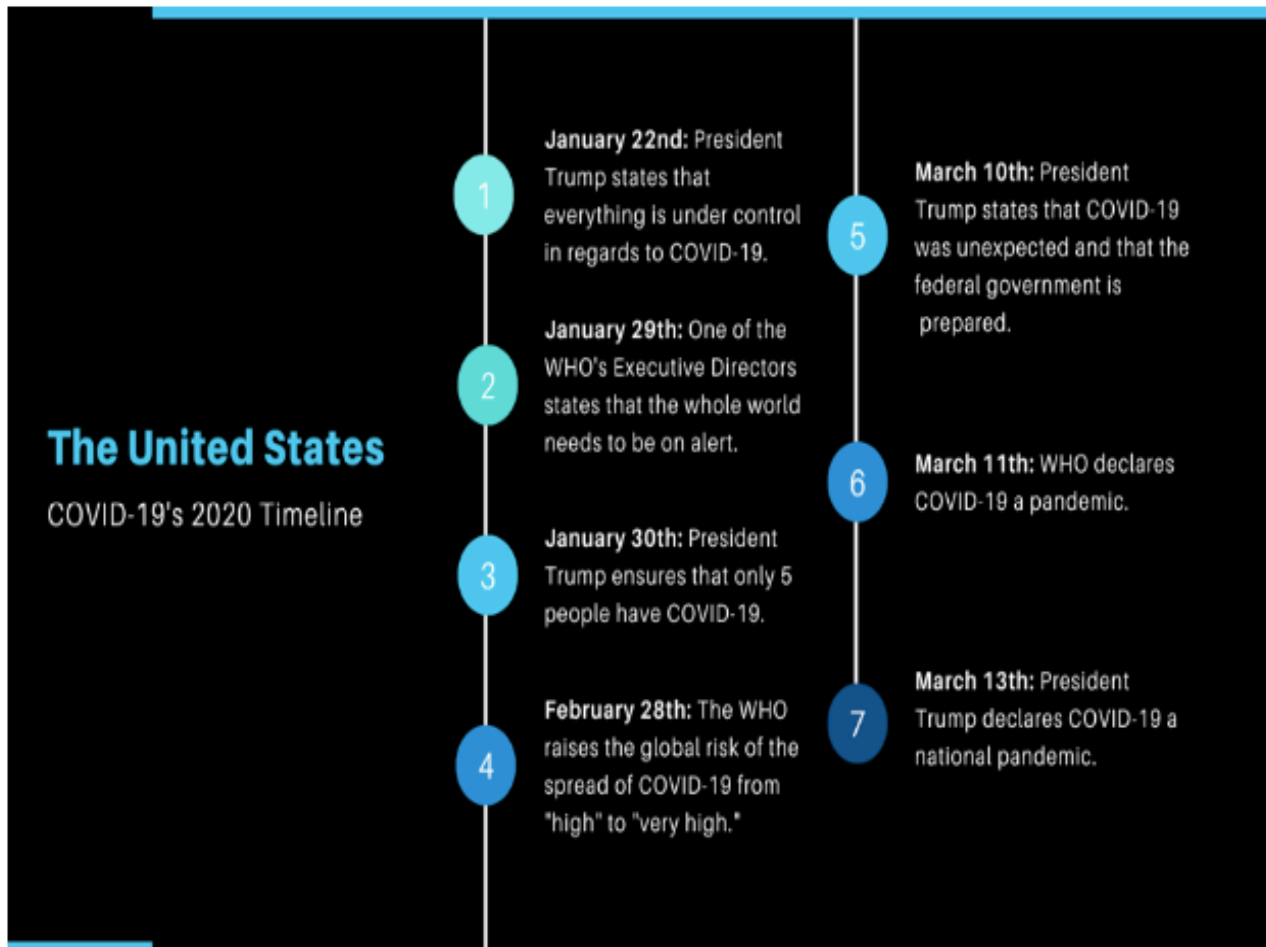 The United States
COVID-19's 2020 Timeline
1
January 22nd: President
Trump states that
everything is under control
in regards to COVID-19.
2
January 29th: One of the
WHO's Executive Directors
states that the whole world
needs to be on alert.
3
January 30th: President
Trump ensures that only 5
people have COVID-19.
4
February 28th: The WHO
raises the global risk of the
spread of COVID-19 from
"high" to "very high."
5
March 10th: President
Trump states that COVID-19
was unexpected and that the
federal government is
prepared.
6
March 11th: WHO declares
COVID-19 a pandemic.
7
March 13th: President
Trump declares COVID-19 a
national pandemic.